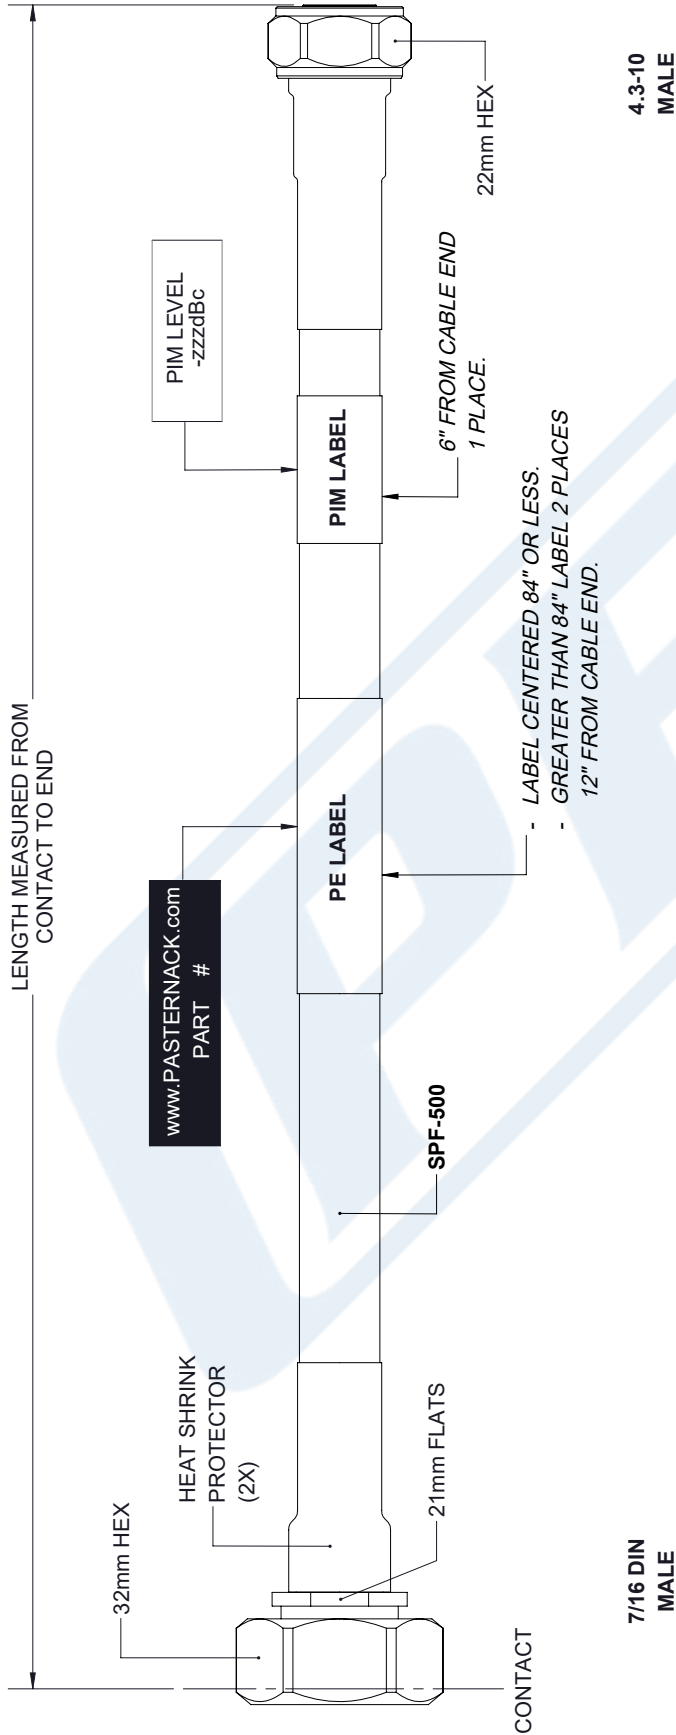 LENGTH MEASURED FROM
CONTACT TO END
32mm HEX
HEAT SHRINK
PROTECTOR
(2X)
www.PASTERNACK.com
PART #
PIM LEVEL
-zzzdBc
PE LABEL
PIM LABEL
22mm HEX
CONTACT
21mm FLATS
SPF-500
- LABEL CENTERED 84" OR LESS.
- GREATER THAN 84" LABEL 2 PLACES
12" FROM CABLE END.
6" FROM CABLE END
1 PLACE.
7/16 DIN
MALE
4.3-10
MALE